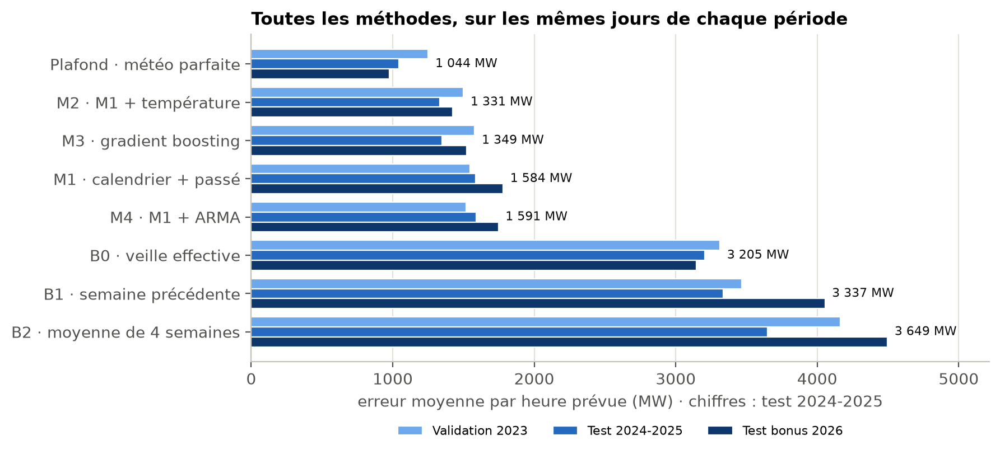 Toutes les méthodes, sur les mêmes jours de chaque période
Plafond · météo parfaite
1 044 MW
M2 · M1 + température
1 331 MW
M3 · gradient boosting
1 349 MW
M1 · calendrier + passé
1 584 MW
M4 · M1 + ARMA
1 591 MW
B0 · veille effective
3 205 MW
B1 · semaine précédente
3 337 MW
B2 · moyenne de 4 semaines
3 649 MW
0 1000 2000 3000 4000 5000
erreur moyenne par heure prévue (MW) · chiffres : test 2024-2025
Validation 2023 Test 2024-2025 Test bonus 2026